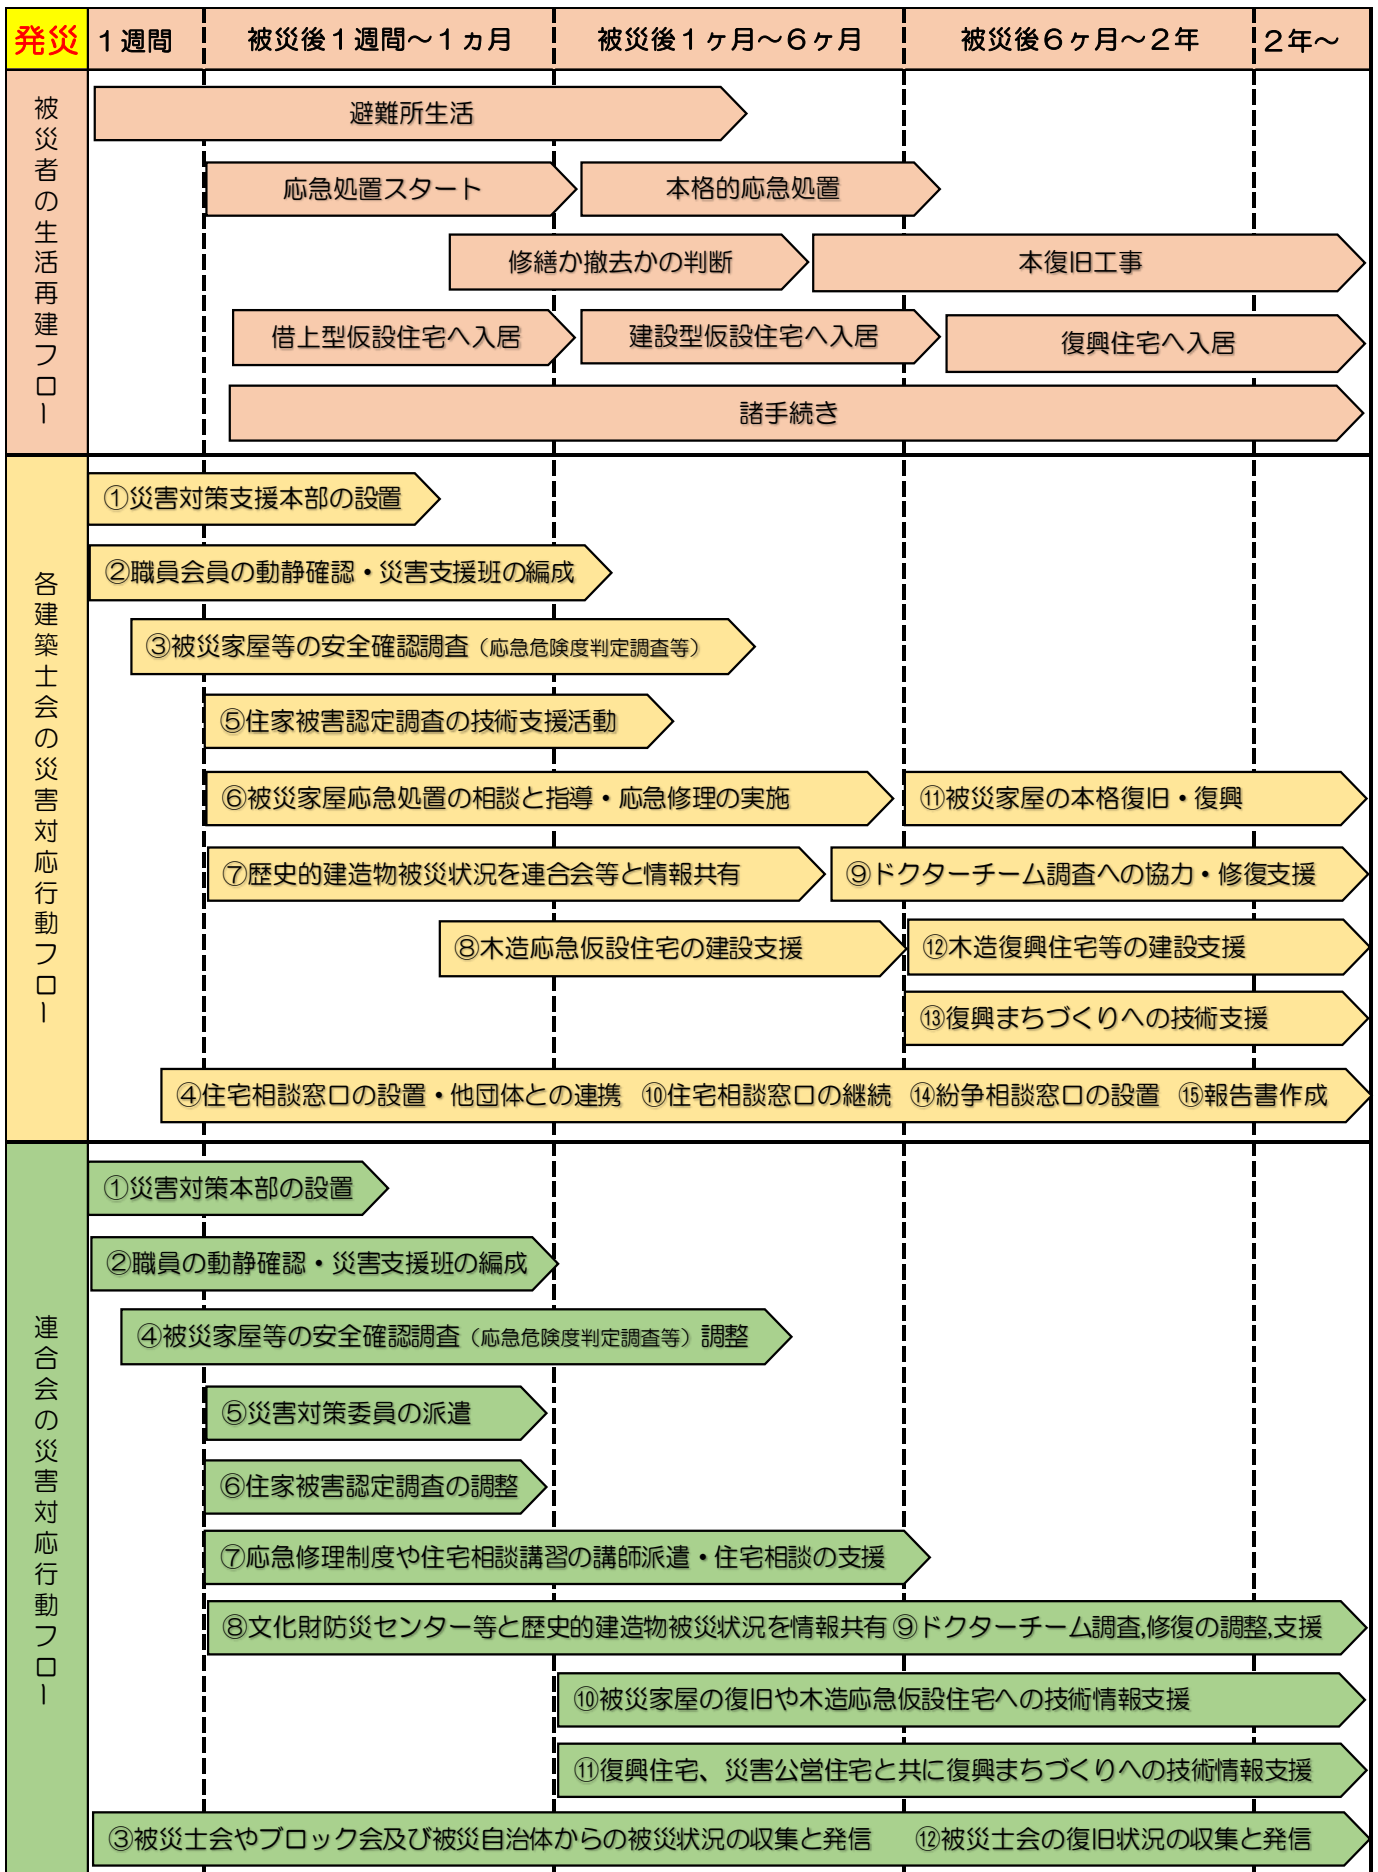 発災
１週間
被災後１週間～１ヵ月
被災後１ヶ月～６ヶ月
被災後６ヶ月～２年
２年～
被災者の生活再建フロー
避難所生活
応急処置スタート
本格的応急処置
修繕か撤去かの判断
本復旧工事
借上型仮設住宅へ入居
建設型仮設住宅へ入居
復興住宅へ入居
諸手続き
各建築士会の災害対応行動フロー
①災害対策支援本部の設置
②職員会員の動静確認・災害支援班の編成
③被災家屋等の安全確認調査（応急危険度判定調査等）
⑤住家被害認定調査の技術支援活動
⑥被災家屋応急処置の相談と指導・応急修理の実施
⑪被災家屋の本格復旧・復興
⑦歴史的建造物被災状況を連合会等と情報共有
⑨ドクターチーム調査への協力・修復支援
⑧木造応急仮設住宅の建設支援
⑫木造復興住宅等の建設支援
⑬復興まちづくりへの技術支援
④住宅相談窓口の設置・他団体との連携 ⑩住宅相談窓口の継続 ⑭紛争相談窓口の設置 ⑮報告書作成
連合会の災害対応行動フロー
①災害対策本部の設置
②職員の動静確認・災害支援班の編成
④被災家屋等の安全確認調査（応急危険度判定調査等）調整
⑤災害対策委員の派遣
⑥住家被害認定調査の調整
⑦応急修理制度や住宅相談講習の講師派遣・住宅相談の支援
⑧文化財防災センター等と歴史的建造物被災状況を情報共有 ⑨ドクターチーム調査,修復の調整,支援
⑩被災家屋の復旧や木造応急仮設住宅への技術情報支援
⑪復興住宅、災害公営住宅と共に復興まちづくりへの技術情報支援
③被災士会やブロック会及び被災自治体からの被災状況の収集と発信 ⑫被災士会の復旧状況の収集と発信